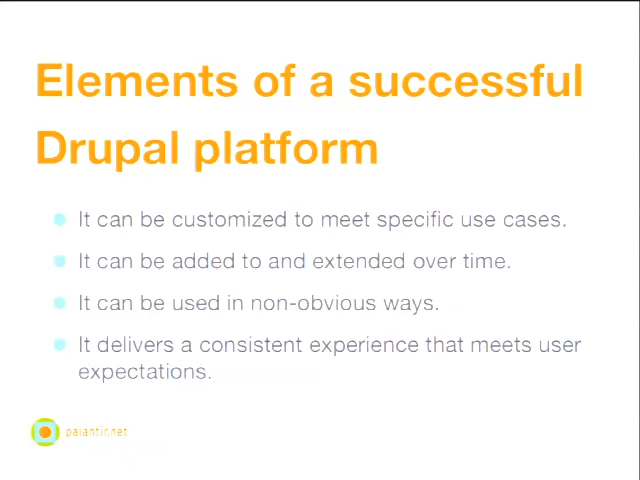 Elements of a successful
Drupal platform
It can be customized to meet specific use cases.
It can be added to and extended over time.
It can be used in non-obvious ways.
It delivers a consistent experience that meets user
expectations.
palantir.net